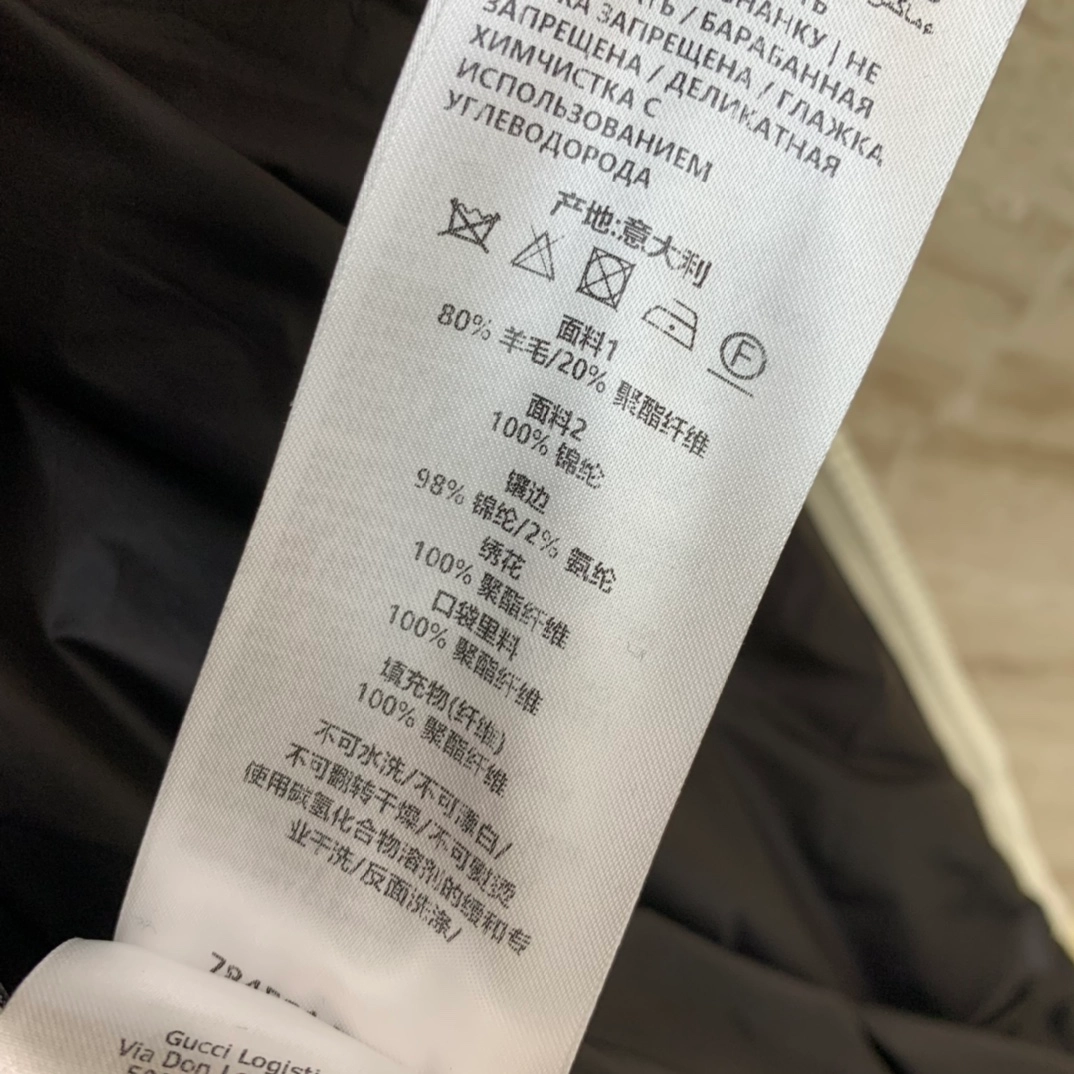 عكسي
ЗНАНКУ | НЕ
ТЬ / БАРАБАННАЯ
КА ЗАПРЕЩЕНА / ГЛАЖКА
ЗАПРЕЩЕНА / ДЕЛИКАТНАЯ
ХИМЧИСТКА С
ИСПОЛЬЗОВАНИЕМ
УГЛЕВОДОРОДА
产地:意大利
F
面料1
80% 羊毛/20% 聚酯纤维
面料2
100% 锦纶
镶边
98% 锦纶/2% 氨纶
绣花
100% 聚酯纤维
口袋里料
100% 聚酯纤维
填充物(纤维)
100% 聚酯纤维
不可水洗/不可漂白/
不可翻转干燥/不可熨烫
使用碳氢化合物溶剂的缓和专
业干洗/反面洗涤/
Gucci Logisti
Via Don L